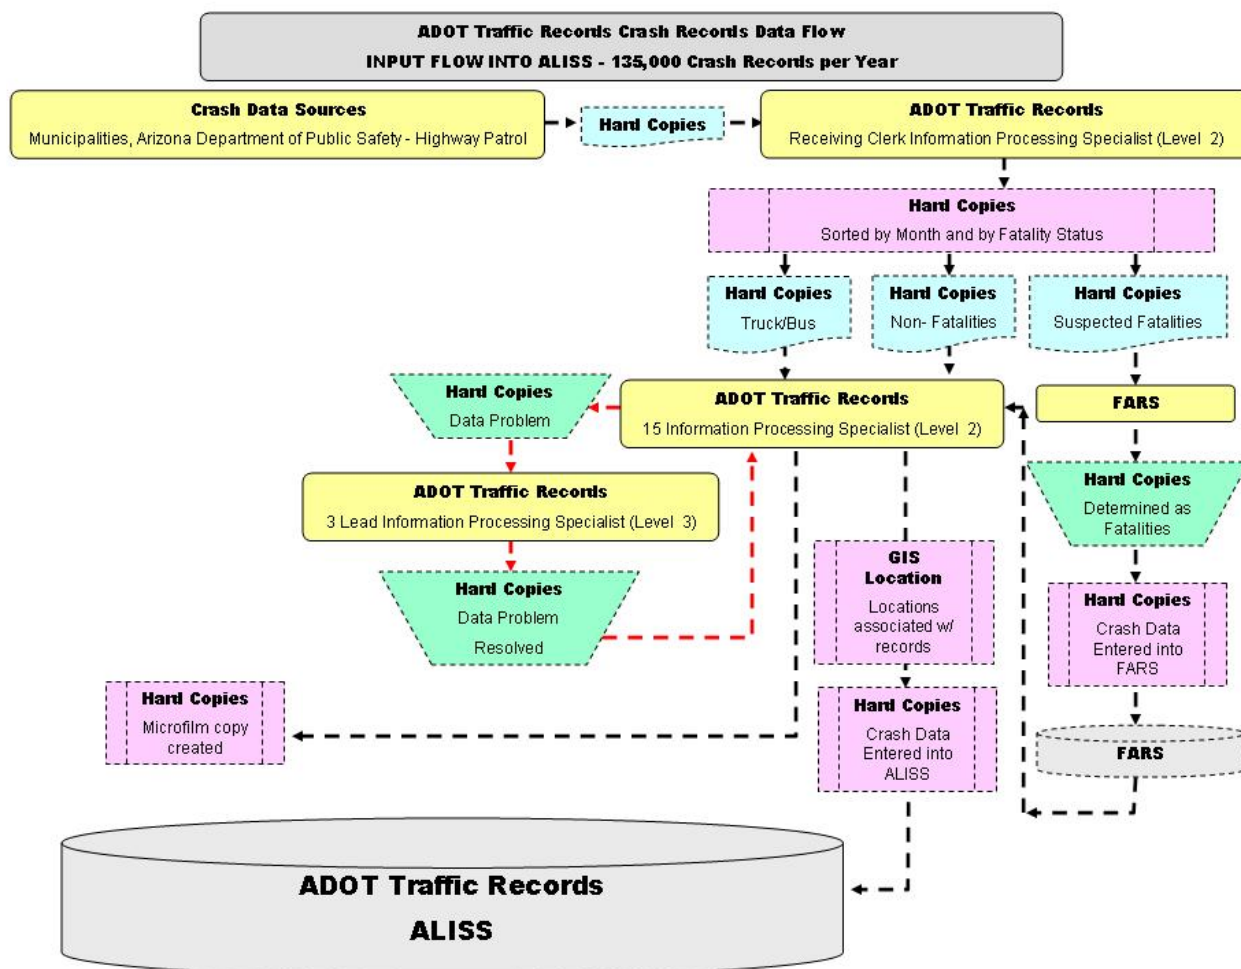 ADOT Traffic Records Crash Records Data Flow
INPUT FLOW INTO ALISS - 135,000 Crash Records per Year
Crash Data Sources
Municipalities, Arizona Department of Public Safety - Highway Patrol
Hard Copies
ADOT Traffic Records
Receiving Clerk Information Processing Specialist (Level 2)
Hard Copies
Sorted by Month and by Fatality Status
Hard Copies
Truck/Bus
Hard Copies
Non- Fatalities
Hard Copies
Suspected Fatalities
Hard Copies
Data Problem
ADOT Traffic Records
15 Information Processing Specialist (Level 2)
FARS
ADOT Traffic Records
3 Lead Information Processing Specialist (Level 3)
Hard Copies
Determined as
Fatalities
Hard Copies
Data Problem
Resolved
GIS
Location
Locations
associated w/
records
Hard Copies
Crash Data
Entered into
FARS
Hard Copies
Microfilm copy
created
Hard Copies
Crash Data
Entered into
ALISS
FARS
ADOT Traffic Records
ALISS